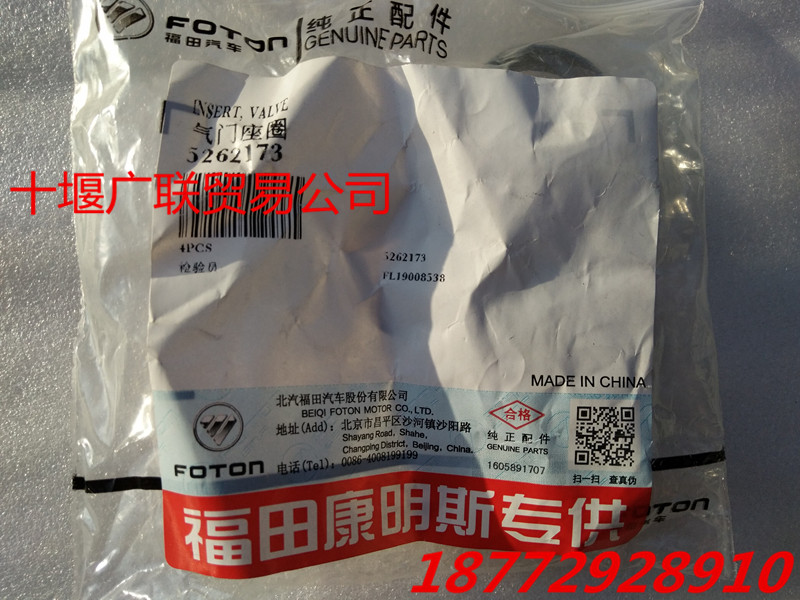 FOTON
福田汽车
纯正配件
GENUINE PARTS
INSERT, VALVE
气门座圈
5262173
十堰广联贸易公司
4PCS
检验员
5262173
FL19008538
MADE IN CHINA
北汽福田汽车股份有限公司
BEIQI FOTON MOTOR CO., LTD.
地址(Add): 北京市昌平区沙河镇沙阳路
Shayang Road, Shahe,
Changping District, Beijing, China.
电话(Tel): 0086-4008199199
FOTON
合格
纯正配件
GENUINE PARTS
1605891707
扫一扫 查真伪
福田康明斯专供
FOTON
18772928910